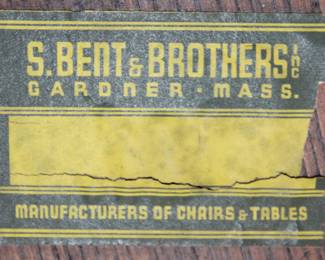 S. BENT & BROTHERS INC
GARDNER · MASS.
MANUFACTURERS OF CHAIRS & TABLES